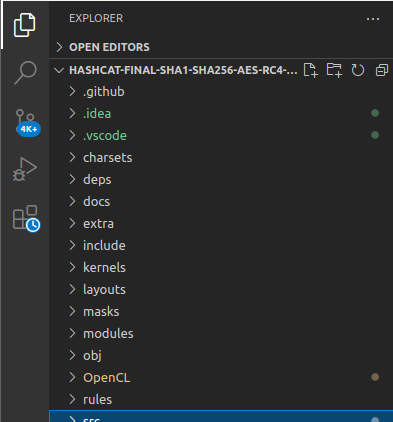 EXPLORER
OPEN EDITORS
HASHCAT-FINAL-SHA1-SHA256-AES-RC4-...
.github
.idea
.vscode
4K+
charsets
deps
docs
extra
include
kernels
layouts
masks
modules
obj
OpenCL
rules
src